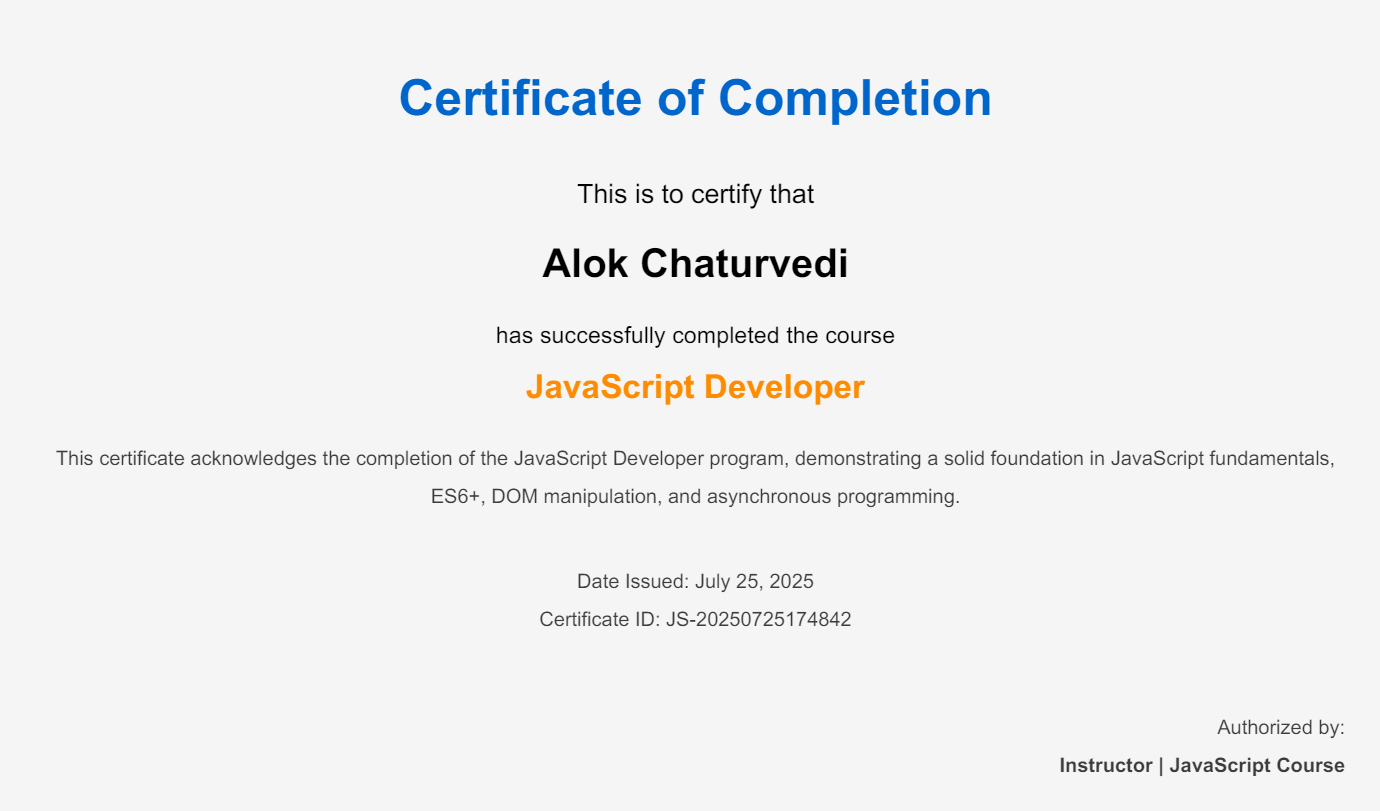 Certificate of Completion
This is to certify that
Alok Chaturvedi
has successfully completed the course
JavaScript Developer
This certificate acknowledges the completion of the JavaScript Developer program, demonstrating a solid foundation in JavaScript fundamentals,
ES6+, DOM manipulation, and asynchronous programming.
Date Issued: July 25, 2025
Certificate ID: JS-20250725174842
Authorized by:
Instructor | JavaScript Course